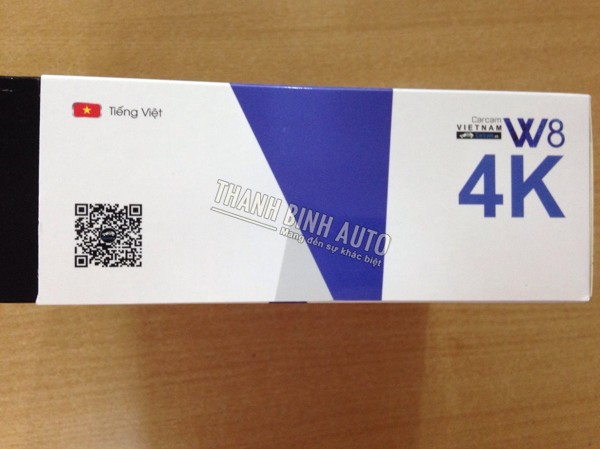 Tiếng Việt
Carcam
VIETNAM
W8
4K
THANH BINH AUTO
Mang đến sự khác biệt